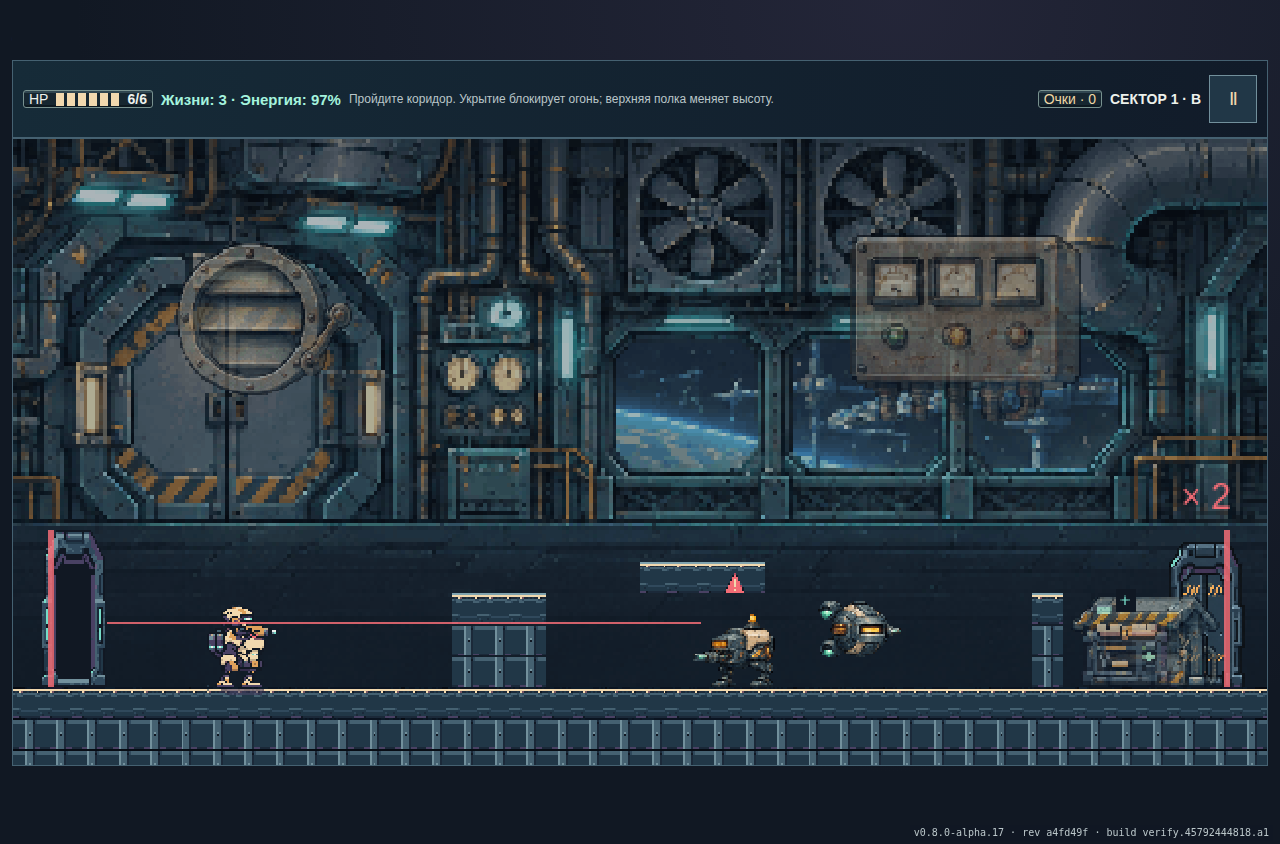 HP 6/6 Жизни: 3 · Энергия: 97% Пройдите коридор. Укрытие блокирует огонь; верхняя полка меняет высоту. Очки · 0 СЕКТОР 1 · В II
× 2
v0.8.0-alpha.17 · rev a4fd49f · build verify.45792444818.a1